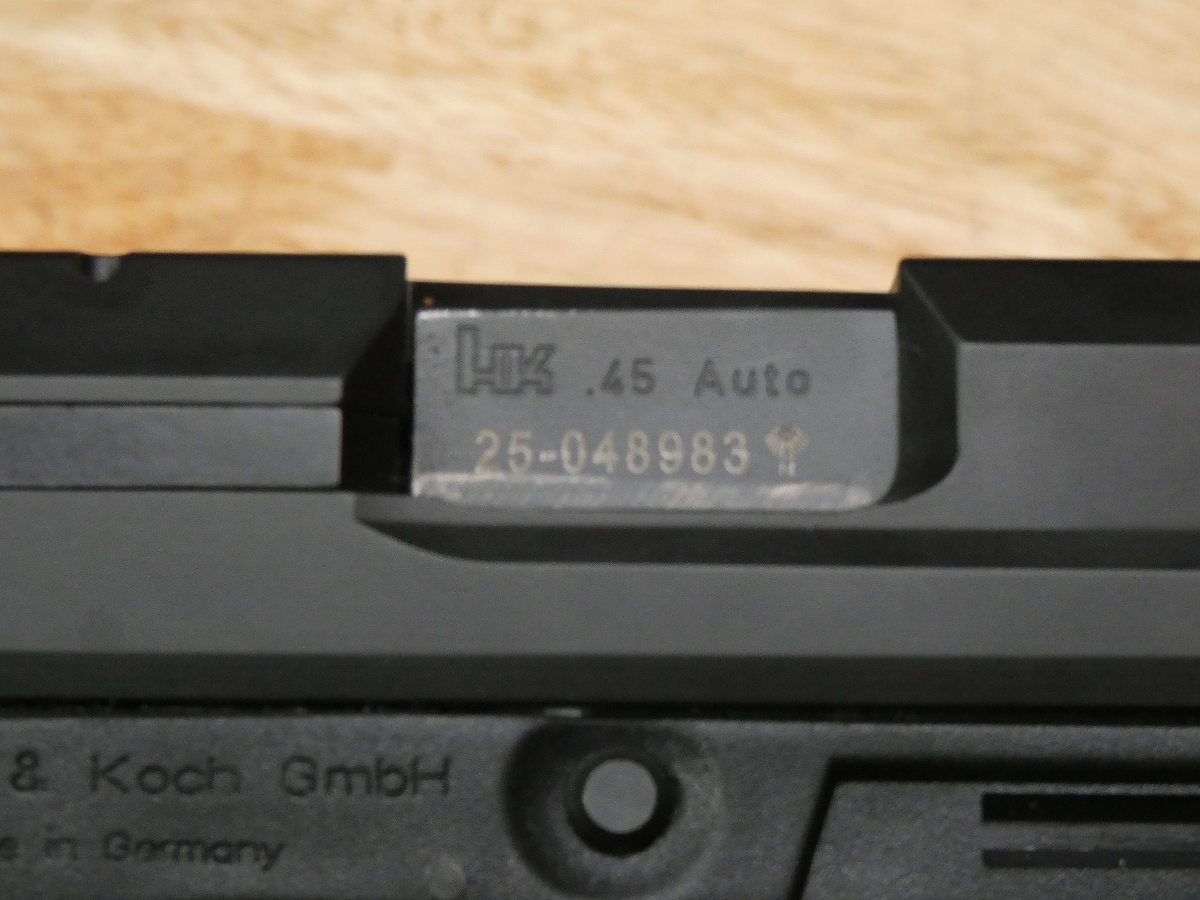 HK .45 Auto
25-048983
& Koch GmbH
in Germany